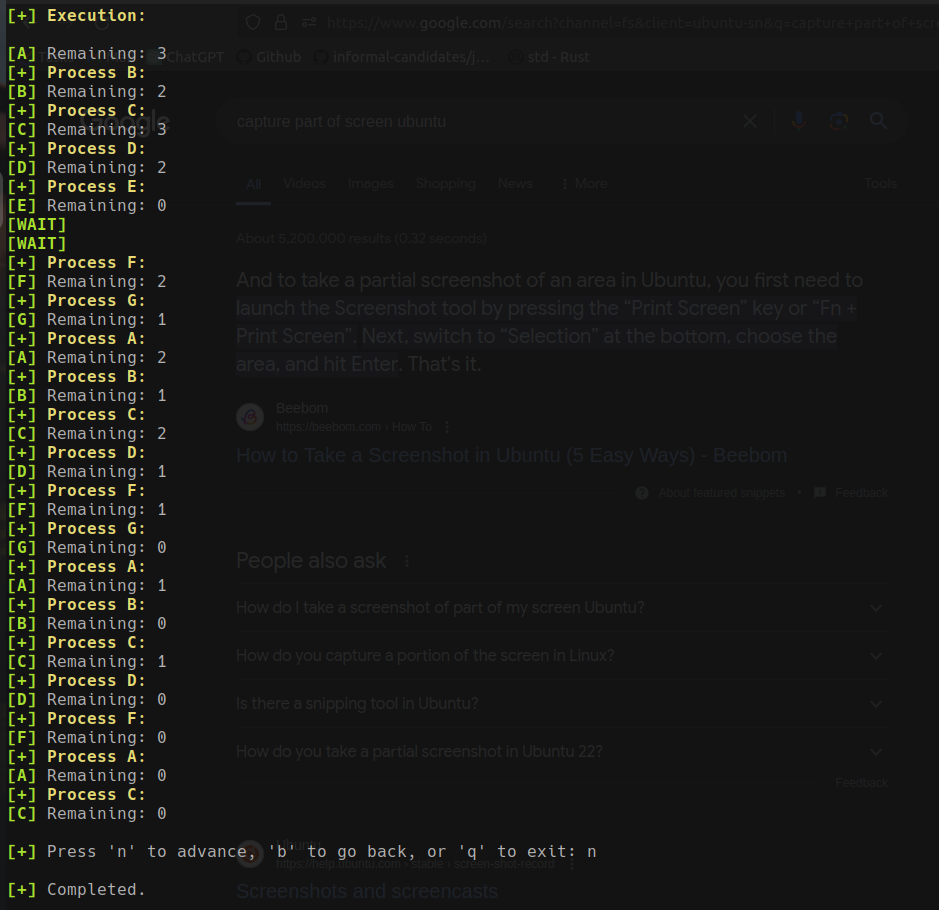 [+] Execution:
https://www.google.com/search?channel=fs&client=ubuntu-sn&q=capture+part+of+scre
[A] Remaining: 3
ChatGPT
Github
informal-candidates/j...
std - Rust
[+] Process B:
[B] Remaining: 2
[+] Process C:
Google
capture part of screen ubuntu
[C] Remaining: 3
[+] Process D:
[D] Remaining: 2
[+] Process E:
All Videos Images Shopping News More Tools
[E] Remaining: 0
[WAIT]
[WAIT]
About 5,200,000 results (0.32 seconds)
[+] Process F:
[F] Remaining: 2
[+] Process G:
[G] Remaining: 1
[+] Process A:
[A] Remaining: 2
[+] Process B:
[B] Remaining: 1
And to take a partial screenshot of an area in Ubuntu, you first need to
launch the Screenshot tool by pressing the “Print Screen” key or “Fn +
Print Screen”. Next, switch to “Selection” at the bottom, choose the
area, and hit Enter. That's it.
[+] Process C:
[C] Remaining: 2
[+] Process D:
[D] Remaining: 1
Beebom
https://beebom.com › How To
How to Take a Screenshot in Ubuntu (5 Easy Ways) - Beebom
[+] Process F:
[F] Remaining: 1
About featured snippets • Feedback
[+] Process G:
[G] Remaining: 0
[+] Process A:
[A] Remaining: 1
People also ask
[+] Process B:
[B] Remaining: 0
How do I take a screenshot of part of my screen Ubuntu?
[+] Process C:
[C] Remaining: 1
How do you capture a portion of the screen in Linux?
[+] Process D:
[D] Remaining: 0
Is there a snipping tool in Ubuntu?
[+] Process F:
[F] Remaining: 0
How do you take a partial screenshot in Ubuntu 22?
[+] Process A:
[A] Remaining: 0
Feedback
[+] Process C:
[C] Remaining: 0
[+] Press 'n' to advance, 'b' to go back, or 'q' to exit: n
Ubuntu
https://help.ubuntu.com › stable › screen-shot-record
[+] Completed.
Screenshots and screencasts